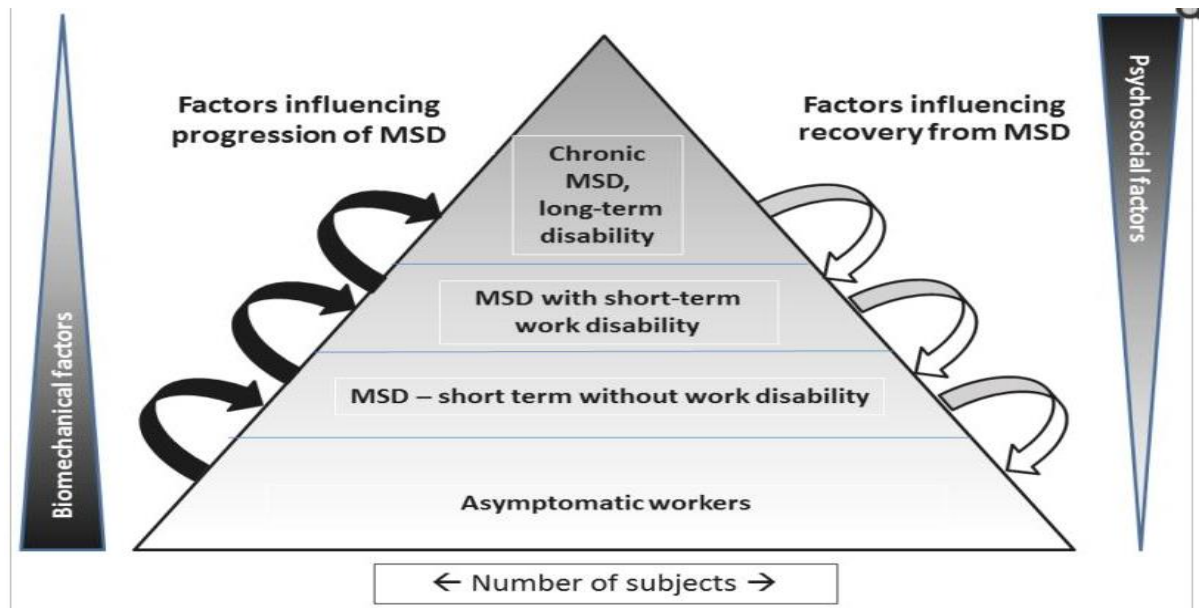 Factors influencing
progression of MSD
Factors influencing
recovery from MSD
Chronic
MSD,
long-term
disability
MSD with short-term
work disability
MSD – short term without work disability
Asymptomatic workers
Biomechanical factors
Psychosocial factors
← Number of subjects →